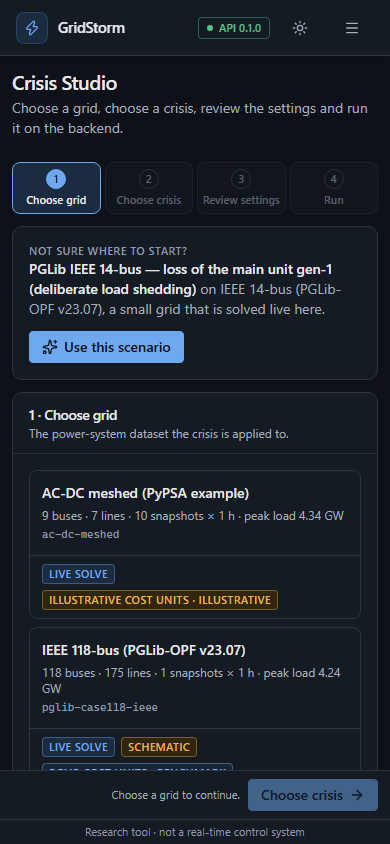 GridStorm
API 0.1.0
Crisis Studio
Choose a grid, choose a crisis, review the settings and run
it on the backend.
1
Choose grid
2
Choose crisis
3
Review settings
4
Run
NOT SURE WHERE TO START?
PGLib IEEE 14-bus — loss of the main unit gen-1
(deliberate load shedding) on IEEE 14-bus (PGLib-
OPF v23.07), a small grid that is solved live here.
Use this scenario
1 · Choose grid
The power-system dataset the crisis is applied to.
AC-DC meshed (PyPSA example)
9 buses · 7 lines · 10 snapshots × 1 h · peak load 4.34 GW
ac-dc-meshed
LIVE SOLVE
ILLUSTRATIVE COST UNITS · ILLUSTRATIVE
IEEE 118-bus (PGLib-OPF v23.07)
118 buses · 175 lines · 1 snapshots × 1 h · peak load 4.24
GW
pglib-case118-ieee
LIVE SOLVE
SCHEMATIC
Choose a grid to continue.
Choose crisis
Research tool · not a real-time control system